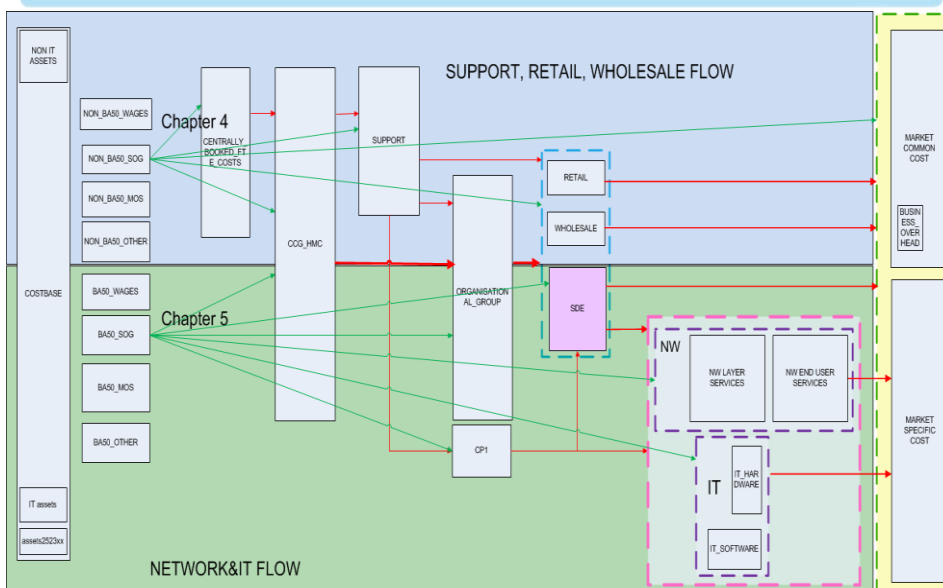 NON IT
ASSETS
COSTBASE
IT assets
assets2523xx
NON_BA50_WAGES
NON_BA50_SOG
NON_BA50_MOS
NON_BA50_OTHER
BA50_WAGES
BA50_SOG
BA50_MOS
BA50_OTHER
Chapter 4
Chapter 5
CENTRALLY_
BOOKED_FT
E_COSTS
CCG_HMC
SUPPORT
SUPPORT, RETAIL, WHOLESALE FLOW
ORGANISATION
AL_GROUP
CP1
RETAIL
WHOLESALE
SDE
NW
NW LAYER
SERVICES
NW END USER
SERVICES
IT
IT_HAR
DWARE
IT_SOFTWARE
MARKET
COMMON
COST
BUSIN
ESS_
OVER
HEAD
MARKET
SPECIFIC
COST
NETWORK&IT FLOW